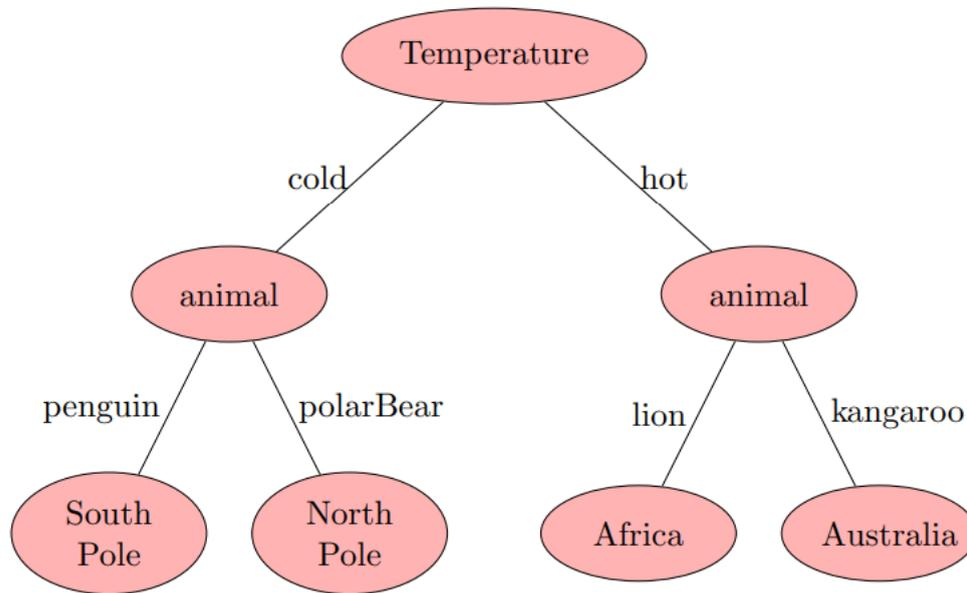 Temperature
cold
hot
animal
animal
penguin
polarBear
lion
kangaroo
South
Pole
North
Pole
Africa
Australia